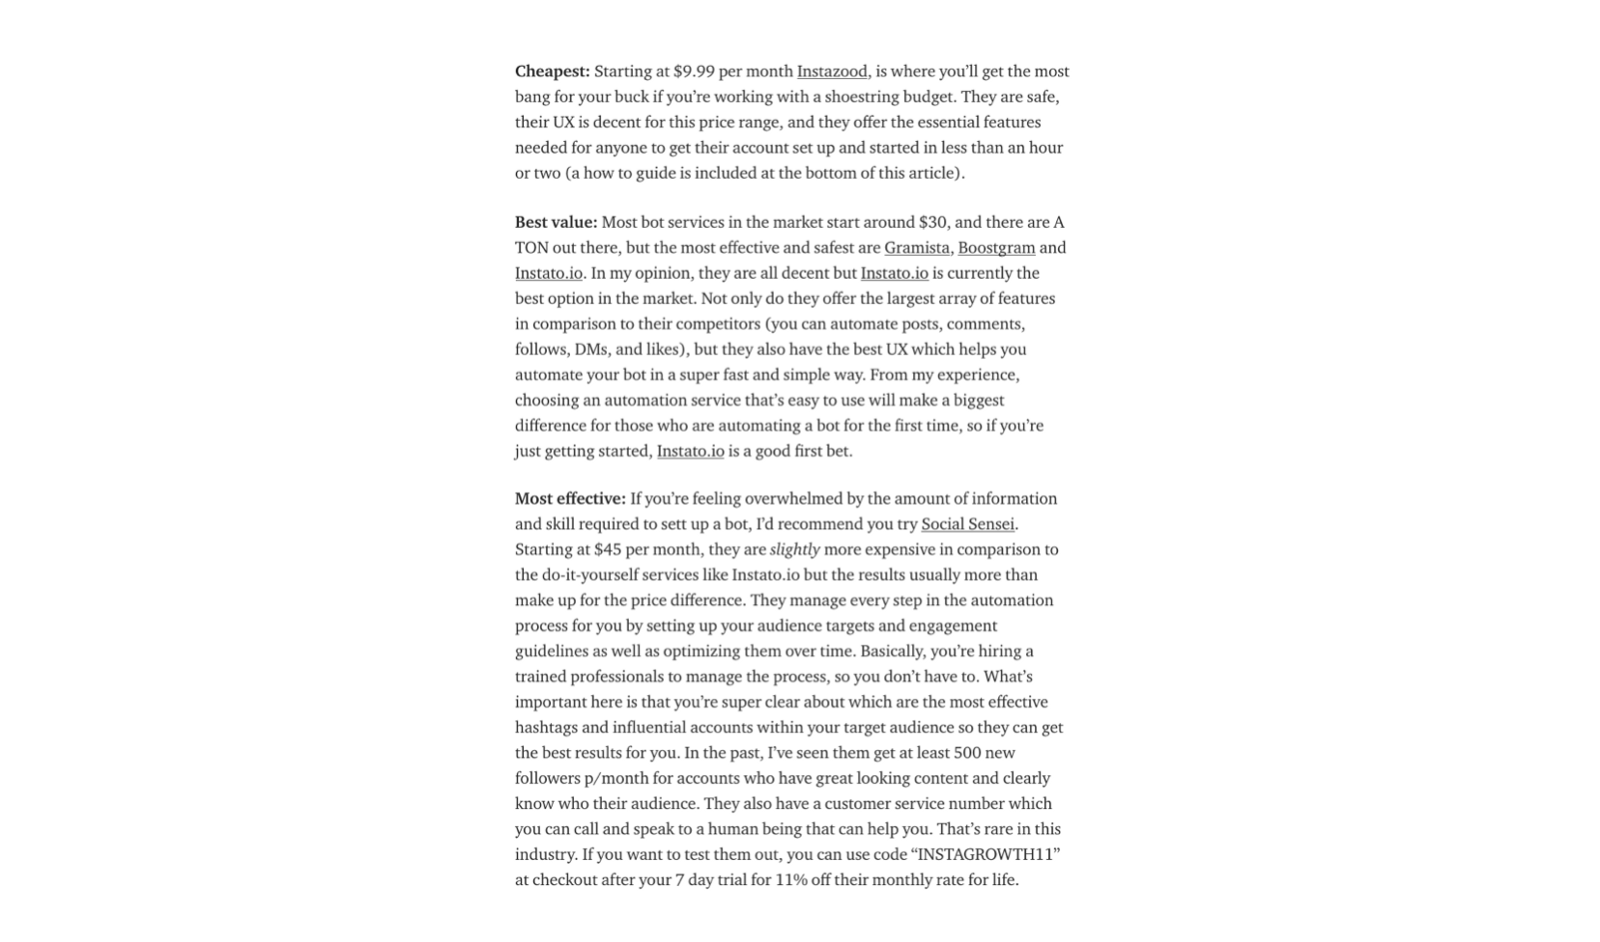 Cheapest: Starting at $9.99 per month Instazood, is where you’ll get the most
bang for your buck if you’re working with a shoestring budget. They are safe,
their UX is decent for this price range, and they offer the essential features
needed for anyone to get their account set up and started in less than an hour
or two (a how to guide is included at the bottom of this article).
Best value: Most bot services in the market start around $30, and there are A
TON out there, but the most effective and safest are Gramista, Boostgram and
Instato.io. In my opinion, they are all decent but Instato.io is currently the
best option in the market. Not only do they offer the largest array of features
in comparison to their competitors (you can automate posts, comments,
follows, DMs, and likes), but they also have the best UX which helps you
automate your bot in a super fast and simple way. From my experience,
choosing an automation service that’s easy to use will make a biggest
difference for those who are automating a bot for the first time, so if you’re
just getting started, Instato.io is a good first bet.
Most effective: If you’re feeling overwhelmed by the amount of information
and skill required to sett up a bot, I’d recommend you try Social Sensei.
Starting at $45 per month, they are slightly more expensive in comparison to
the do-it-yourself services like Instato.io but the results usually more than
make up for the price difference. They manage every step in the automation
process for you by setting up your audience targets and engagement
guidelines as well as optimizing them over time. Basically, you’re hiring a
trained professionals to manage the process, so you don’t have to. What’s
important here is that you’re super clear about which are the most effective
hashtags and influential accounts within your target audience so they can get
the best results for you. In the past, I’ve seen them get at least 500 new
followers p/month for accounts who have great looking content and clearly
know who their audience. They also have a customer service number which
you can call and speak to a human being that can help you. That’s rare in this
industry. If you want to test them out, you can use code “INSTAGROWTH11”
at checkout after your 7 day trial for 11% off their monthly rate for life.